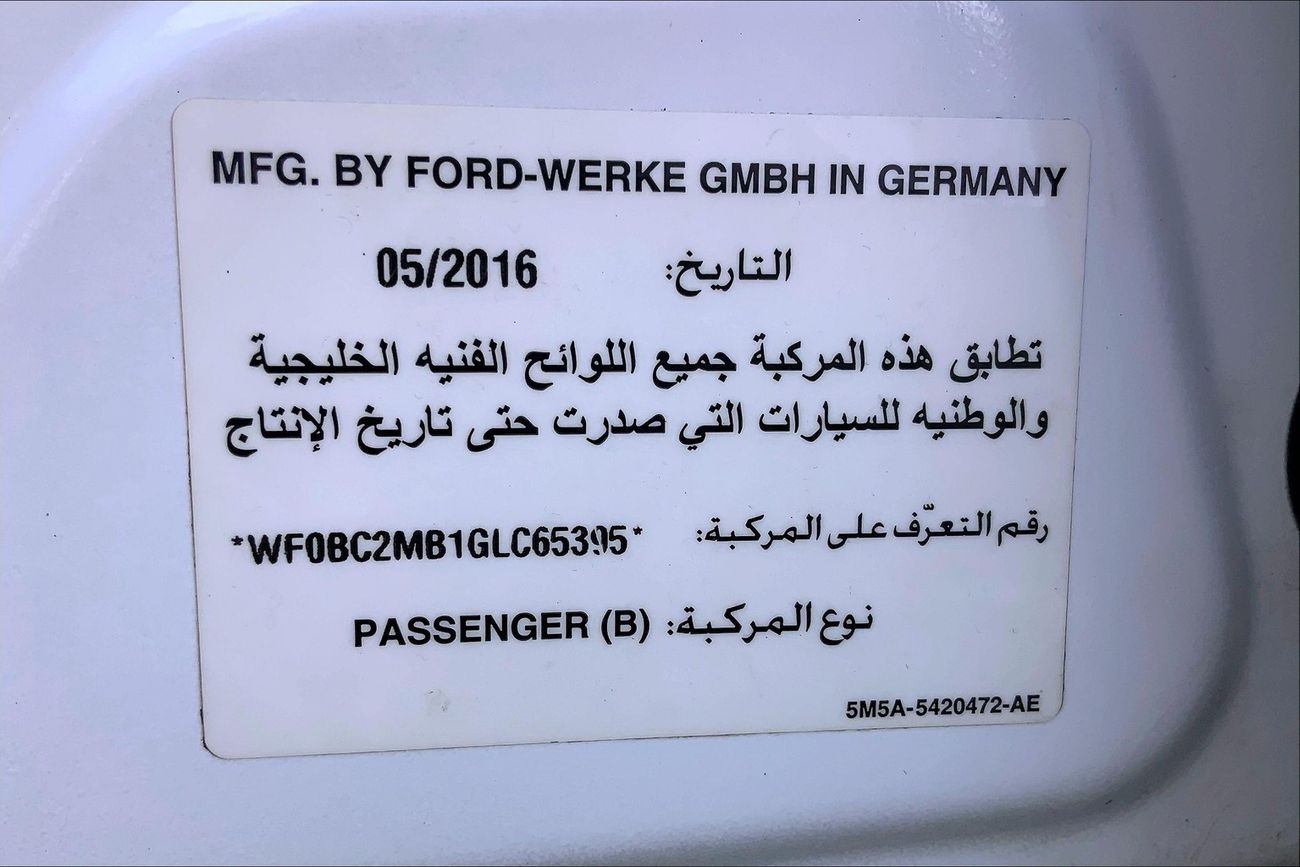 MFG. BY FORD-WERKE GMBH IN GERMANY
التاريخ: 05/2016
تطابق هذه المركبة جميع اللوائح الفنيه الخليجية
والوطنيه للسيارات التي صدرت حتى تاريخ الإنتاج
رقم التعرّف على المركبة: *WF0BC2MB1GLC65395*
نوع المركبة: PASSENGER (B)
5M5A-5420472-AE